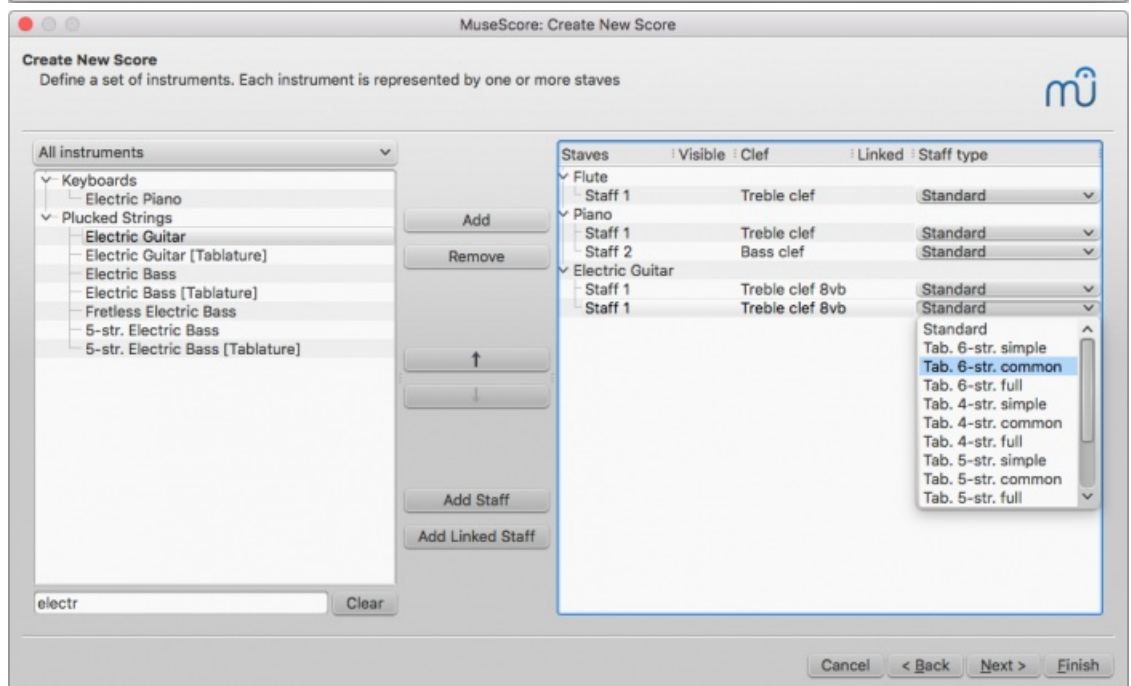 MuseScore: Create New Score
Create New Score
Define a set of instruments. Each instrument is represented by one or more staves
All instruments
Keyboards
Electric Piano
Plucked Strings
Electric Guitar
Electric Guitar [Tablature]
Electric Bass
Electric Bass [Tablature]
Fretless Electric Bass
5-str. Electric Bass
5-str. Electric Bass [Tablature]
electr Clear
Add
Remove
↑
↓
Add Staff
Add Linked Staff
Staves Visible Clef Linked Staff type
Flute
Staff 1 Treble clef Standard
Piano
Staff 1 Treble clef Standard
Staff 2 Bass clef Standard
Electric Guitar
Staff 1 Treble clef 8vb Standard
Staff 1 Treble clef 8vb Standard
Standard
Tab. 6-str. simple
Tab. 6-str. common
Tab. 6-str. full
Tab. 4-str. simple
Tab. 4-str. common
Tab. 4-str. full
Tab. 5-str. simple
Tab. 5-str. common
Tab. 5-str. full
Cancel < Back Next > Finish